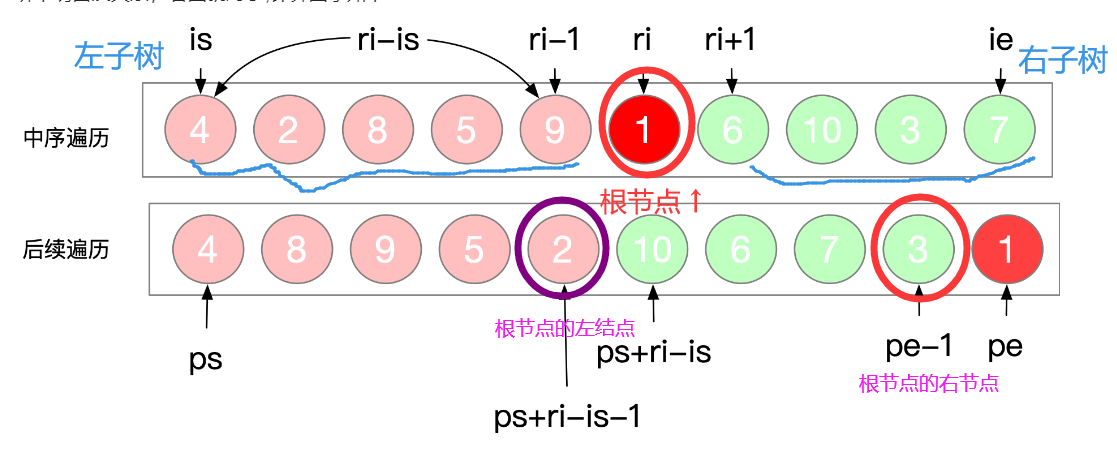 is
ri-is
ri-1
ri
ri+1
ie
左子树
右子树
中序遍历
4 2 8 5 9 1 6 10 3 7
根节点↑
后续遍历
4 8 9 5 2 10 6 7 3 1
根节点的左结点
ps
ps+ri-is
pe-1
pe
根节点的右节点
ps+ri-is-1